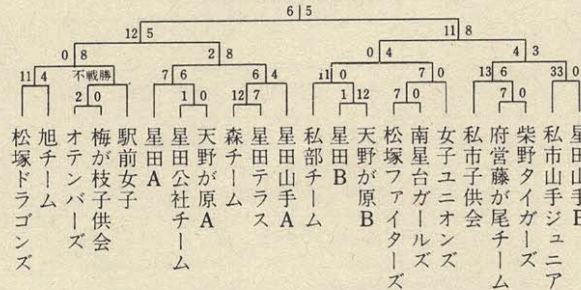 6 5
12 5
11 8
0 8
2 8
0 4
4 3
11 4
不戦勝
7 6
6 4
11 0
7 0
13 6
33 0
2 0
1 0
12 7
1 12
7 0
7 0
松塚ドラゴンズ
旭チーム
オテンバーズ
梅が枝子供会
駅前女子
星田A
星田公社チーム
天野が原A
森チーム
星田テラス
星田山手A
私部チーム
星田B
天野が原B
松塚ファイターズ
南星台ガールズ
女子ユニオンズ
私市子供会
府営藤が尾チーム
柴野タイガーズ
私市山手ジュニア
星田山手B